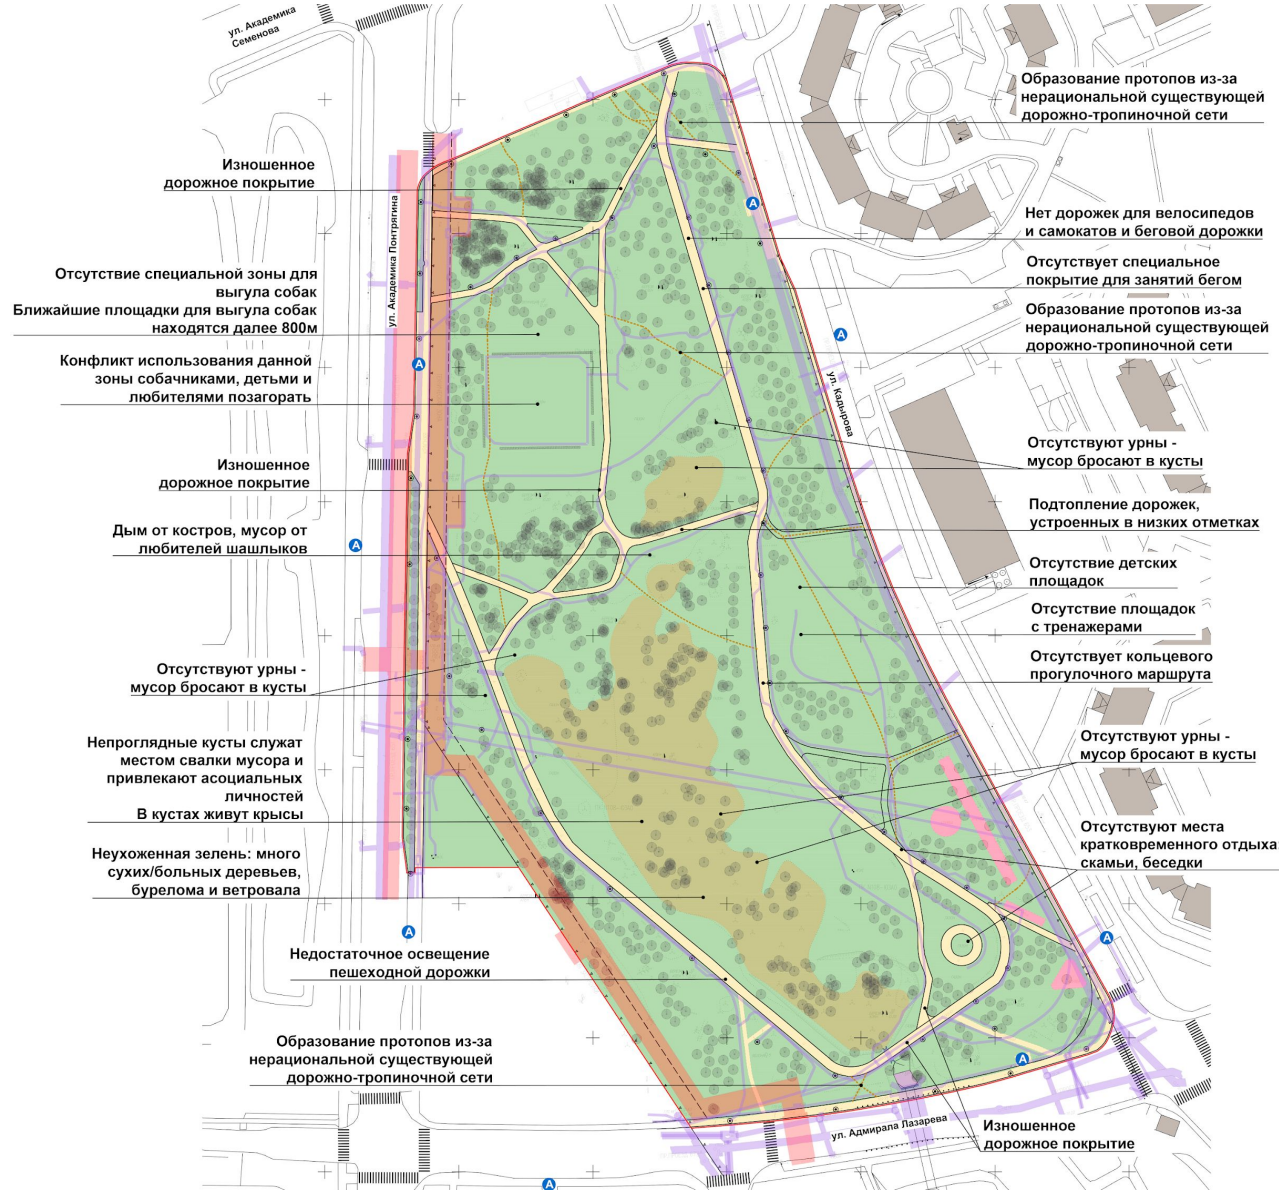 ул. Академика
Семенова
Изношенное
дорожное покрытие
ул. Академика Понтрягина
Отсутствие специальной зоны для
выгула собак
Ближайшие площадки для выгула собак
находятся далее 800м
Конфликт использования данной
зоны собачниками, детьми и
любителями позагорать
Изношенное
дорожное покрытие
Дым от костров, мусор от
любителей шашлыков
Отсутствуют урны -
мусор бросают в кусты
Непроглядные кусты служат
местом свалки мусора и
привлекают асоциальных
личностей
В кустах живут крысы
Неухоженная зелень: много
сухих/больных деревьев,
бурелома и ветровала
Недостаточное освещение
пешеходной дорожки
Образование протопов из-за
нерациональной существующей
дорожно-тропиночной сети
Образование протопов из-за
нерациональной существующей
дорожно-тропиночной сети
Нет дорожек для велосипедов
и самокатов и беговой дорожки
Отсутствует специальное
покрытие для занятий бегом
Образование протопов из-за
нерациональной существующей
дорожно-тропиночной сети
ул. Кадырова
Отсутствуют урны -
мусор бросают в кусты
Подтопление дорожек,
устроенных в низких отметках
Отсутствие детских
площадок
Отсутствие площадок
с тренажерами
Отсутствует кольцевого
прогулочного маршрута
Отсутствуют урны -
мусор бросают в кусты
Отсутствуют места
кратковременного отдыха:
скамьи, беседки
Изношенное
дорожное покрытие
ул. Адмирала Лазарева
А
А
А
А
А
А
А
А